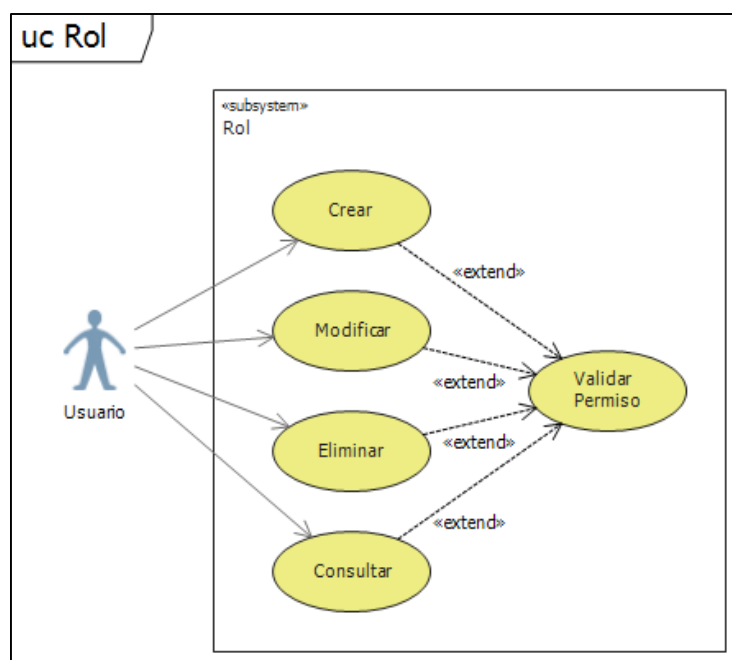 uc Rol
«subsystem»
Rol
Crear
«extend»
Modificar
«extend»
Validar
Permiso
Usuario
Eliminar
«extend»
«extend»
Consultar